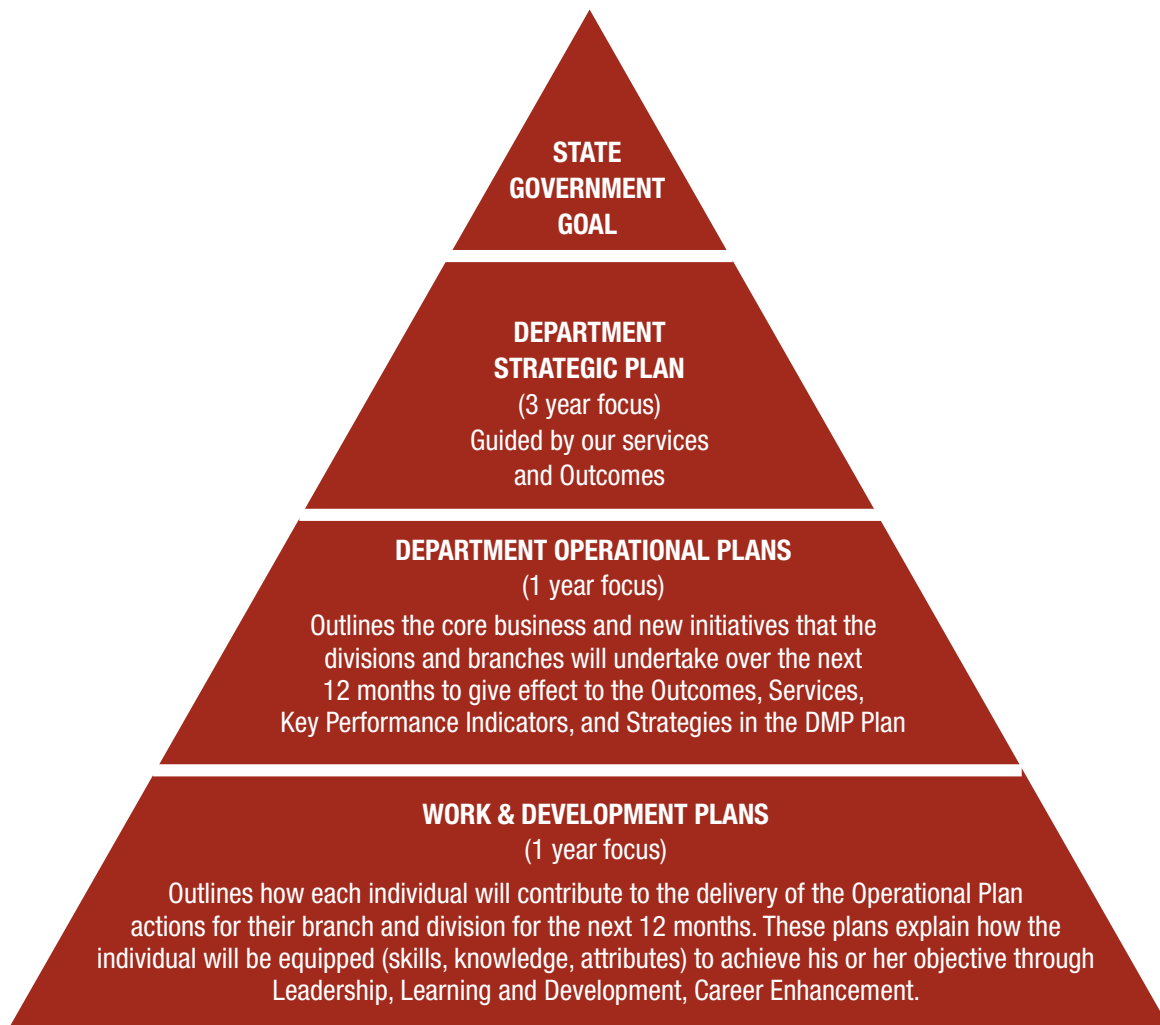 STATE
GOVERNMENT
GOAL
DEPARTMENT
STRATEGIC PLAN
(3 year focus)
Guided by our services
and Outcomes
DEPARTMENT OPERATIONAL PLANS
(1 year focus)
Outlines the core business and new initiatives that the
divisions and branches will undertake over the next
12 months to give effect to the Outcomes, Services,
Key Performance Indicators, and Strategies in the DMP Plan
WORK & DEVELOPMENT PLANS
(1 year focus)
Outlines how each individual will contribute to the delivery of the Operational Plan
actions for their branch and division for the next 12 months. These plans explain how the
individual will be equipped (skills, knowledge, attributes) to achieve his or her objective through
Leadership, Learning and Development, Career Enhancement.